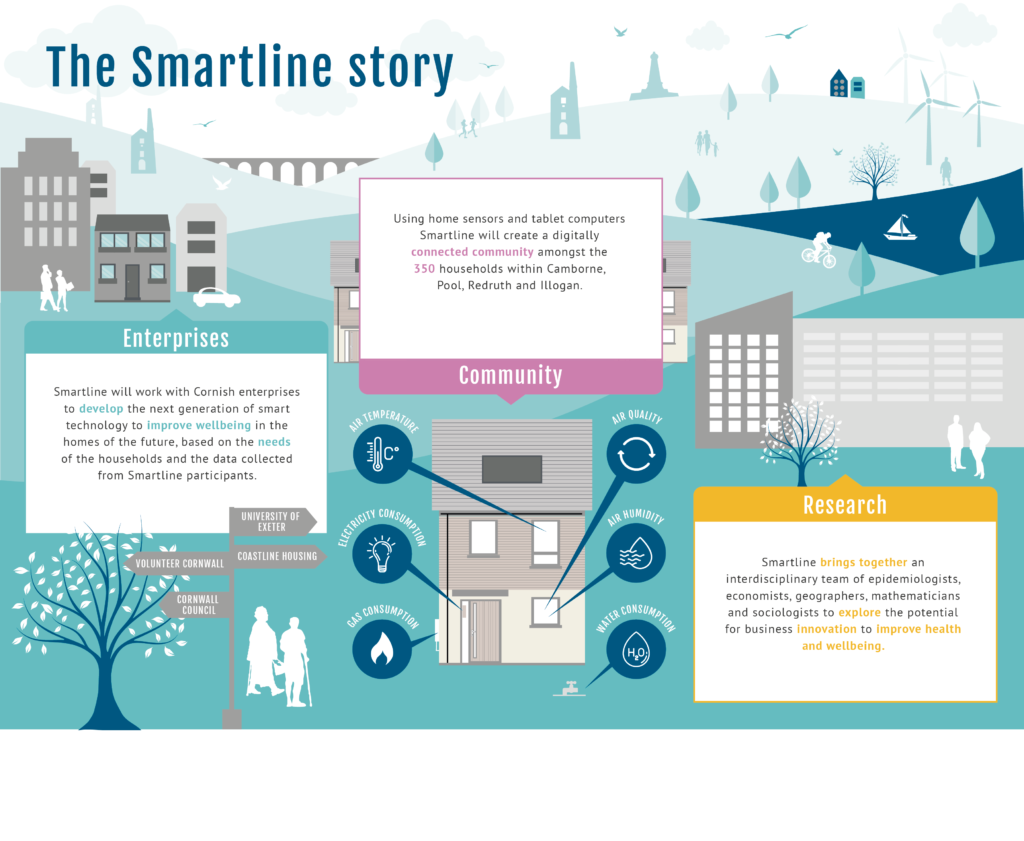 The Smartline story
Using home sensors and tablet computers
Smartline will create a digitally
connected community amongst the
350 households within Camborne,
Pool, Redruth and Illogan.
Community
Enterprises
Smartline will work with Cornish enterprises
to develop the next generation of smart
technology to improve wellbeing in the
homes of the future, based on the needs
of the households and the data collected
from Smartline participants.
AIR TEMPERATURE
C°
AIR QUALITY
ELECTRICITY CONSUMPTION
AIR HUMIDITY
GAS CONSUMPTION
WATER CONSUMPTION
H₂O
UNIVERSITY OF
EXETER
COASTLINE HOUSING
VOLUNTEER CORNWALL
CORNWALL
COUNCIL
Research
Smartline brings together an
interdisciplinary team of epidemiologists,
economists, geographers, mathematicians
and sociologists to explore the potential
for business innovation to improve health
and wellbeing.